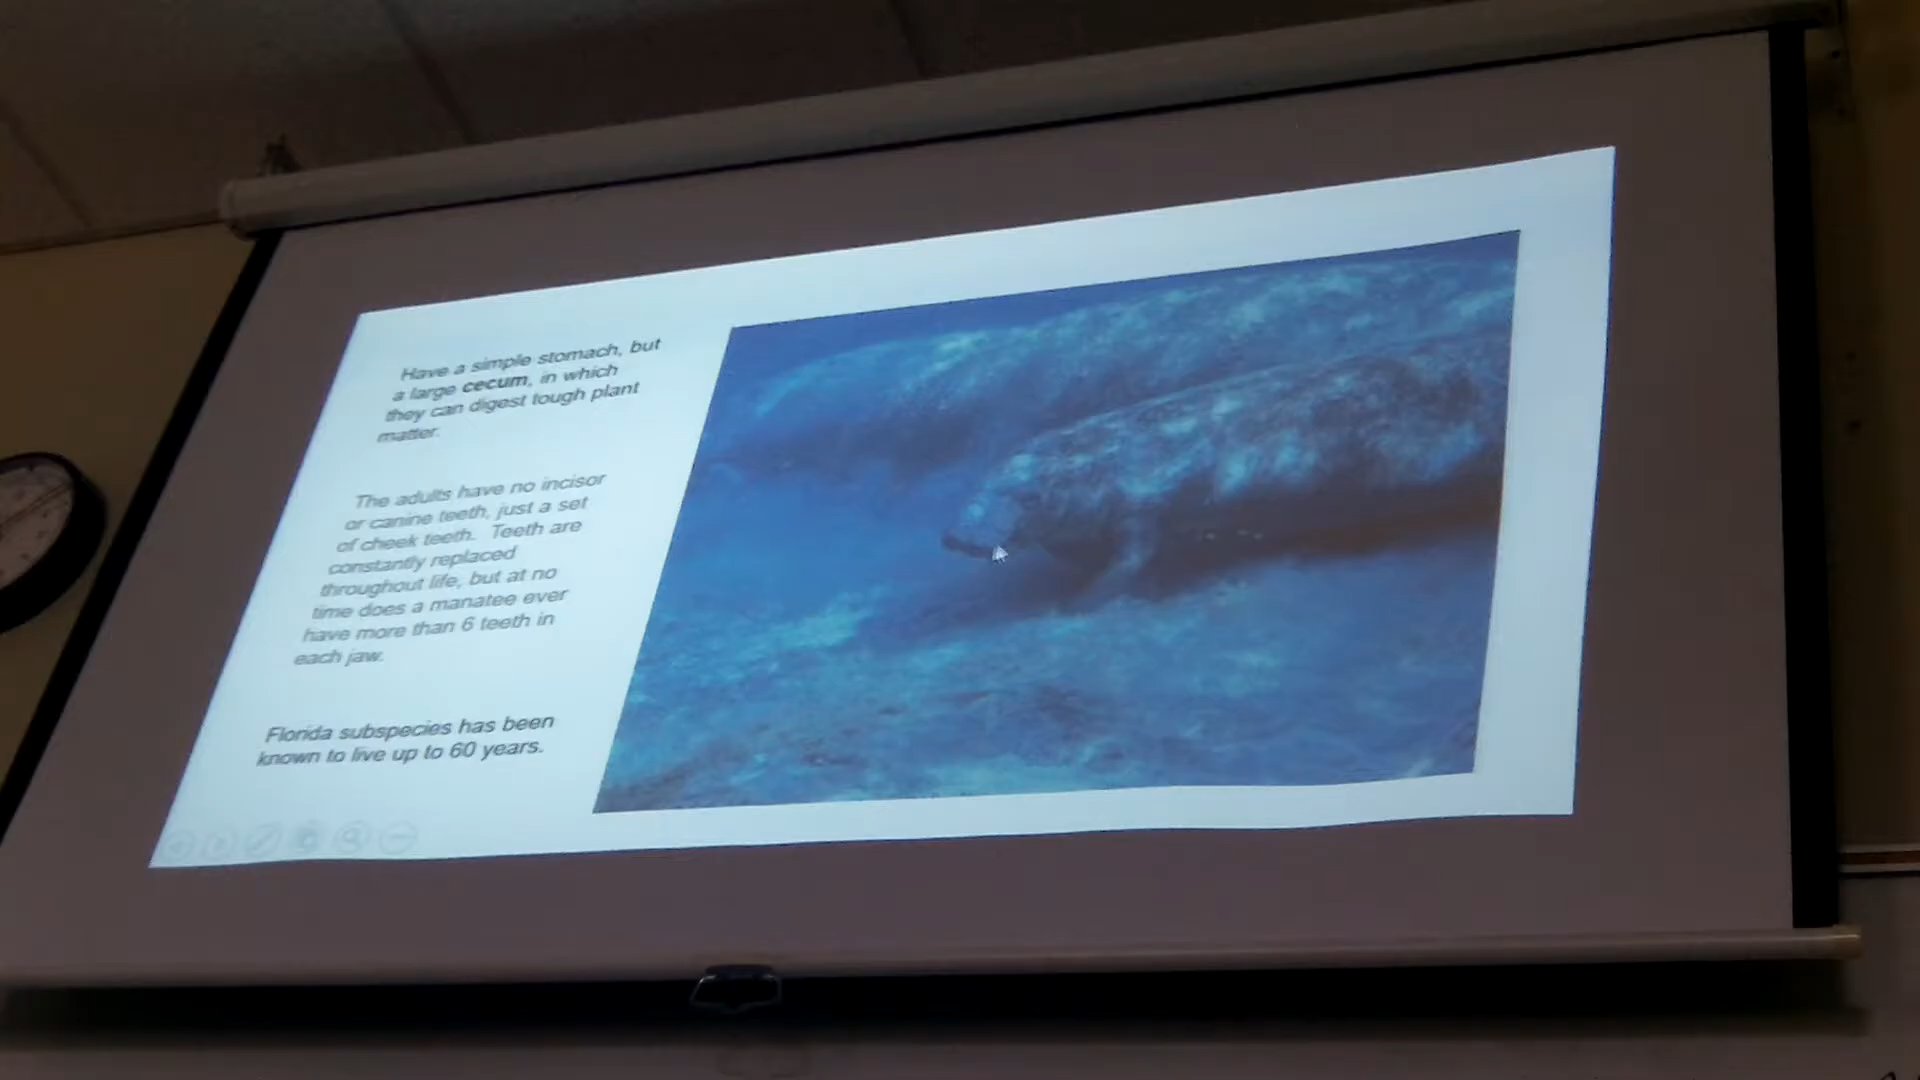 Have a simple stomach, but
a large cecum, in which
they can digest tough plant
matter.
The adults have no incisor
or canine teeth, just a set
of cheek teeth. Teeth are
constantly replaced
throughout life, but at no
time does a manatee ever
have more than 6 teeth in
each jaw.
Florida subspecies has been
known to live up to 60 years.